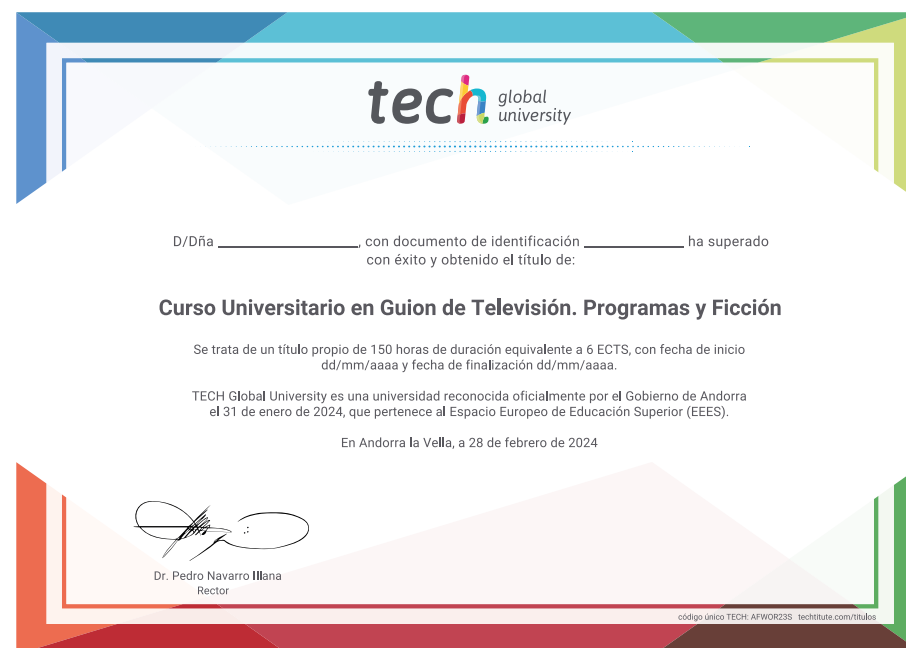 tech global
university
D/Dña ______________, con documento de identificación ___________ ha superado
con éxito y obtenido el título de:
Curso Universitario en Guion de Televisión. Programas y Ficción
Se trata de un título propio de 150 horas de duración equivalente a 6 ECTS, con fecha de inicio
dd/mm/aaaa y fecha de finalización dd/mm/aaaa.
TECH Global University es una universidad reconocida oficialmente por el Gobierno de Andorra
el 31 de enero de 2024, que pertenece al Espacio Europeo de Educación Superior (EEES).
En Andorra la Vella, a 28 de febrero de 2024
Dr. Pedro Navarro Illana
Rector
código único TECH: AFWOR23S techtitute.com/titulos